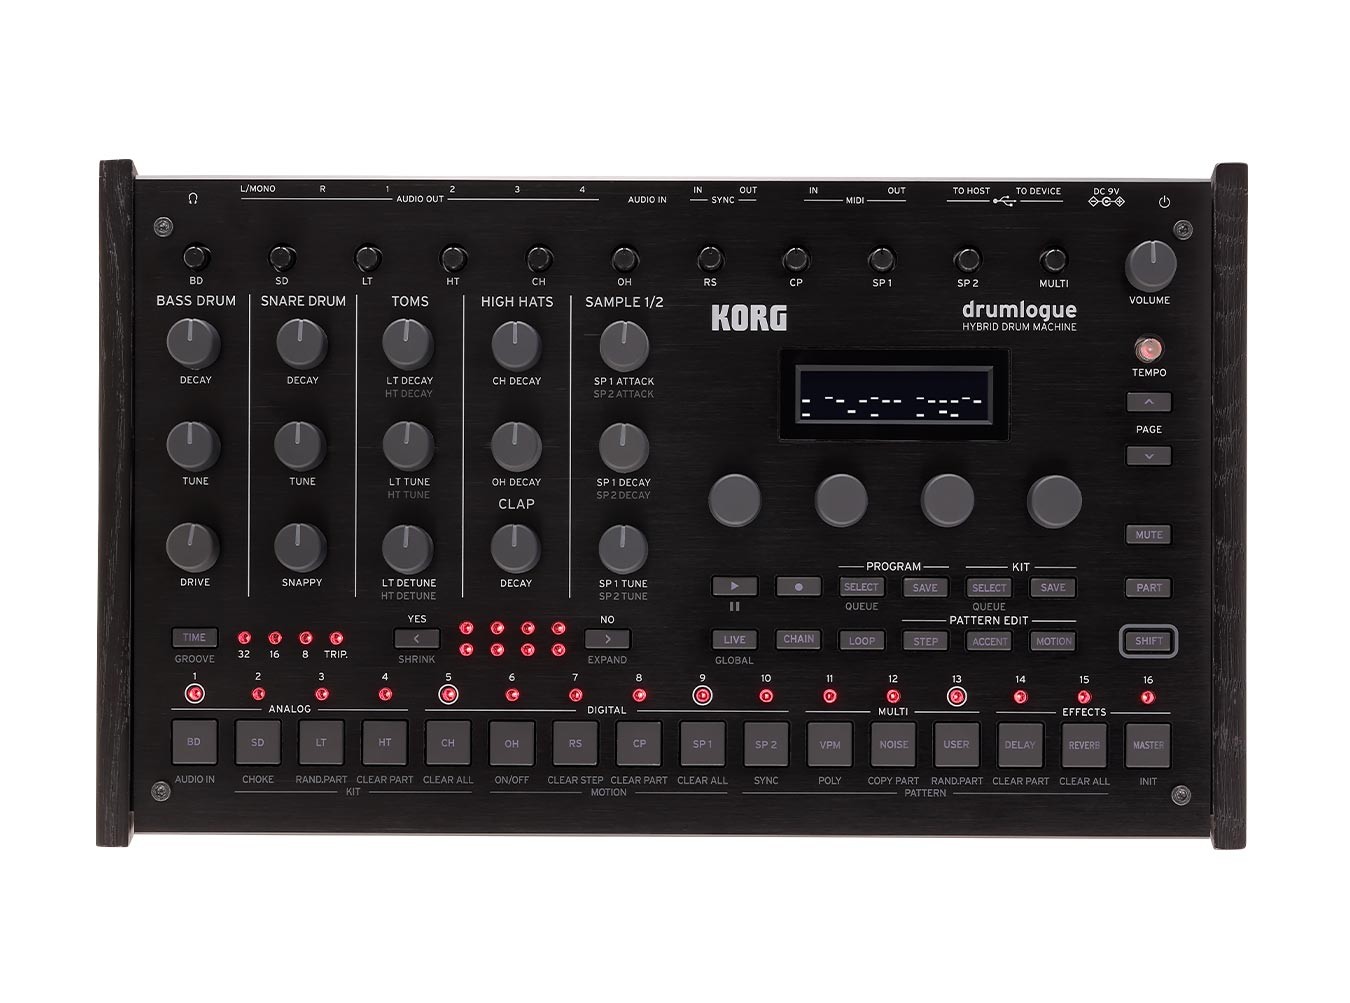 L/MONO R 1 2 3 4 IN OUT IN OUT TO HOST TO DEVICE DC 9V
AUDIO OUT AUDIO IN SYNC MIDI
BD SD LT HT CH OH RS CP SP 1 SP 2 MULTI
VOLUME
BASS DRUM SNARE DRUM TOMS HIGH HATS SAMPLE 1/2
KORG
drumlogue
HYBRID DRUM MACHINE
TEMPO
DECAY DECAY LT DECAY CH DECAY SP 1 ATTACK
HT DECAY SP 2 ATTACK
PAGE
TUNE TUNE LT TUNE OH DECAY SP 1 DECAY
HT TUNE SP 2 DECAY
CLAP
MUTE
DRIVE SNAPPY LT DETUNE DECAY SP 1 TUNE
HT DETUNE SP 2 TUNE
PROGRAM KIT
SELECT SAVE SELECT SAVE PART
QUEUE QUEUE
YES NO PATTERN EDIT
TIME LIVE CHAIN LOOP STEP ACCENT MOTION SHIFT
32 16 8 TRIP.
GROOVE SHRINK EXPAND GLOBAL
1 2 3 4 5 6 7 8 9 10 11 12 13 14 15 16
ANALOG DIGITAL MULTI EFFECTS
BD SD LT HT CH OH RS CP SP 1 SP 2 VPM NOISE USER DELAY REVERB MASTER
AUDIO IN CHOKE RAND.PART CLEAR PART CLEAR ALL ON/OFF CLEAR STEP CLEAR PART CLEAR ALL SYNC POLY COPY PART RAND.PART CLEAR PART CLEAR ALL INIT
KIT MOTION PATTERN